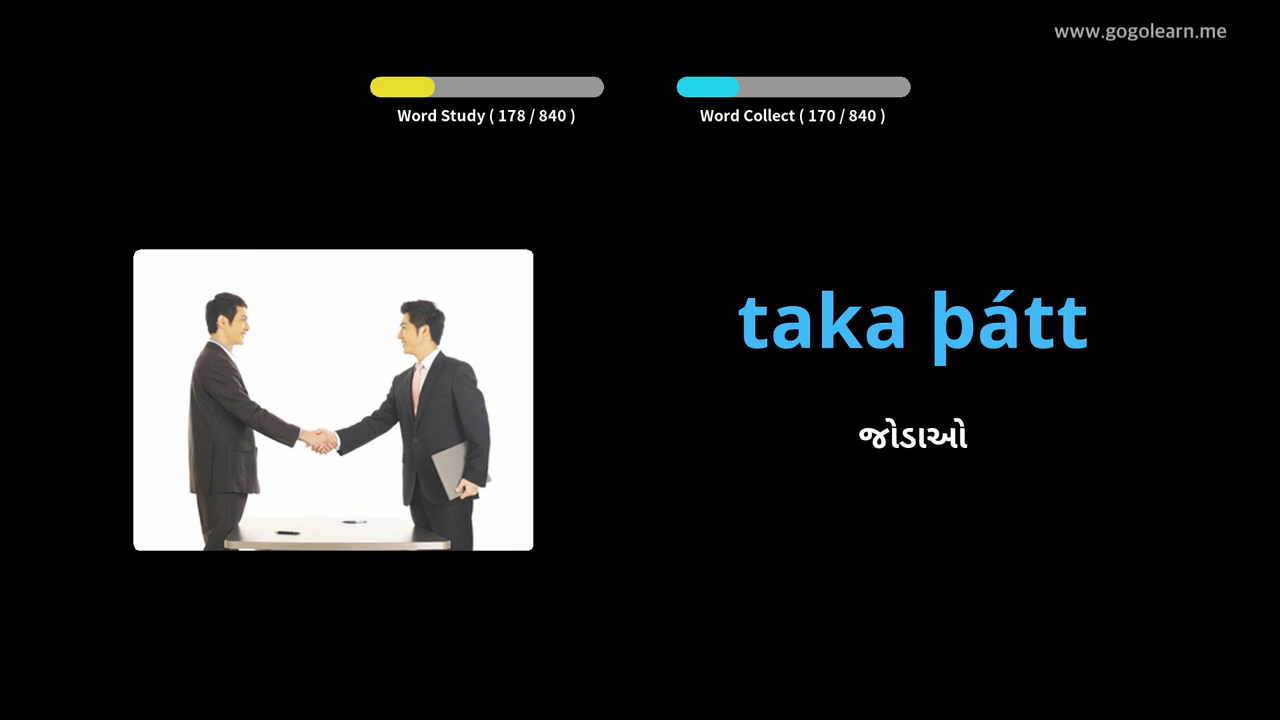 www.gogolearn.me
Word Study ( 178 / 840 )
Word Collect ( 170 / 840 )
taka þátt
જોડાઓ